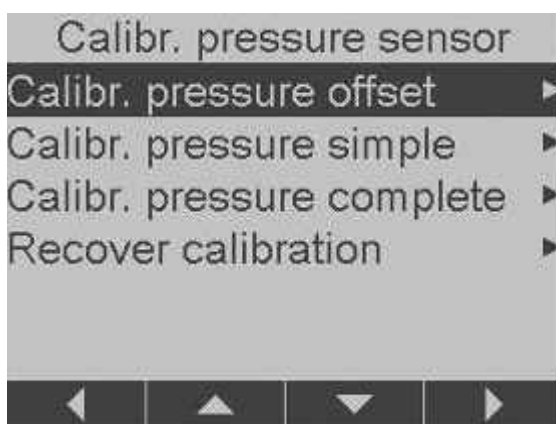 Calibr. pressure sensor
Calibr. pressure offset
Calibr. pressure simple
Calibr. pressure complete
Recover calibration